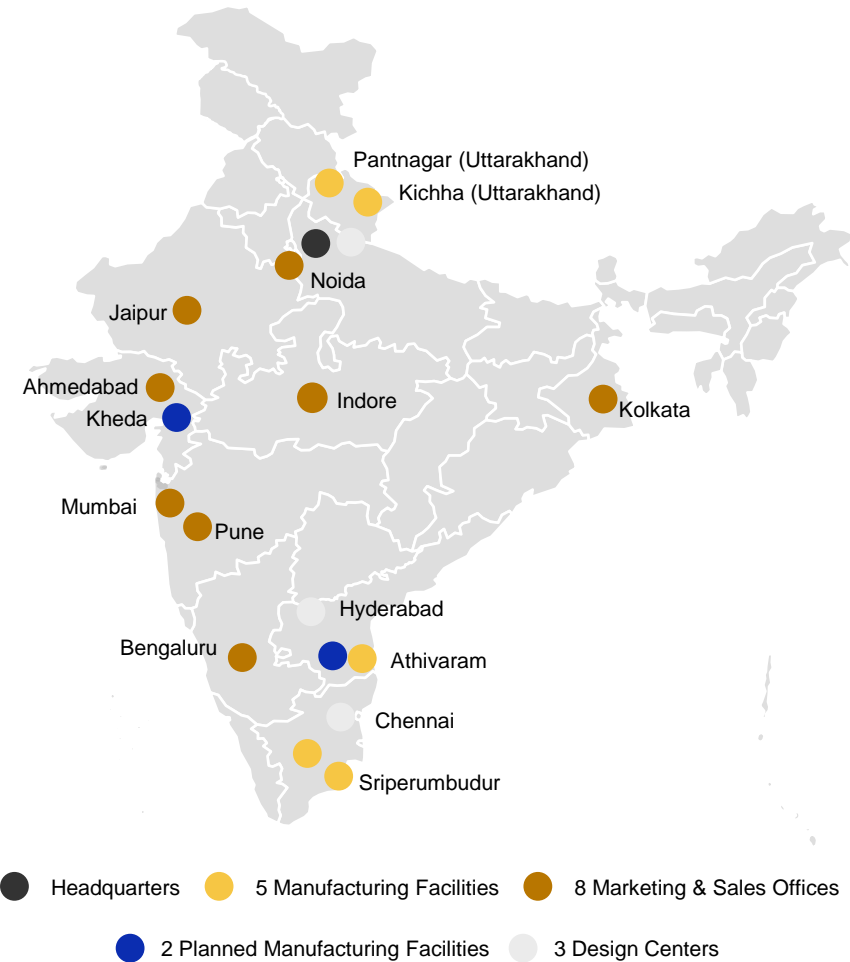 Pantnagar (Uttarakhand)
Kichha (Uttarakhand)
Noida
Jaipur
Ahmedabad
Indore
Kolkata
Kheda
Mumbai
Pune
Hyderabad
Bengaluru
Athivaram
Chennai
Sriperumbudur
Headquarters
5 Manufacturing Facilities
8 Marketing & Sales Offices
2 Planned Manufacturing Facilities
3 Design Centers